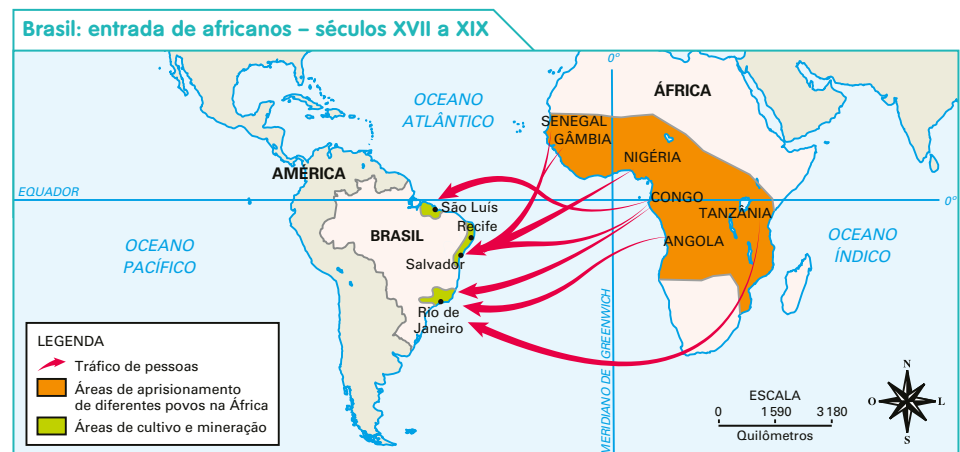 Brasil: entrada de africanos – séculos XVII a XIX
0°
ÁFRICA
OCEANO
ATLÂNTICO
SENEGAL
GÂMBIA
NIGÉRIA
AMÉRICA
EQUADOR
0°
São Luís
CONGO
TANZÂNIA
Recife
BRASIL
ANGOLA
OCEANO
PACÍFICO
OCEANO
ÍNDICO
Salvador
Rio de
Janeiro
MERIDIANO DE GREENWICH
LEGENDA
Tráfico de pessoas
Áreas de aprisionamento
de diferentes povos na África
Áreas de cultivo e mineração
ESCALA
0 1 590 3 180
Quilômetros
N
O L
S